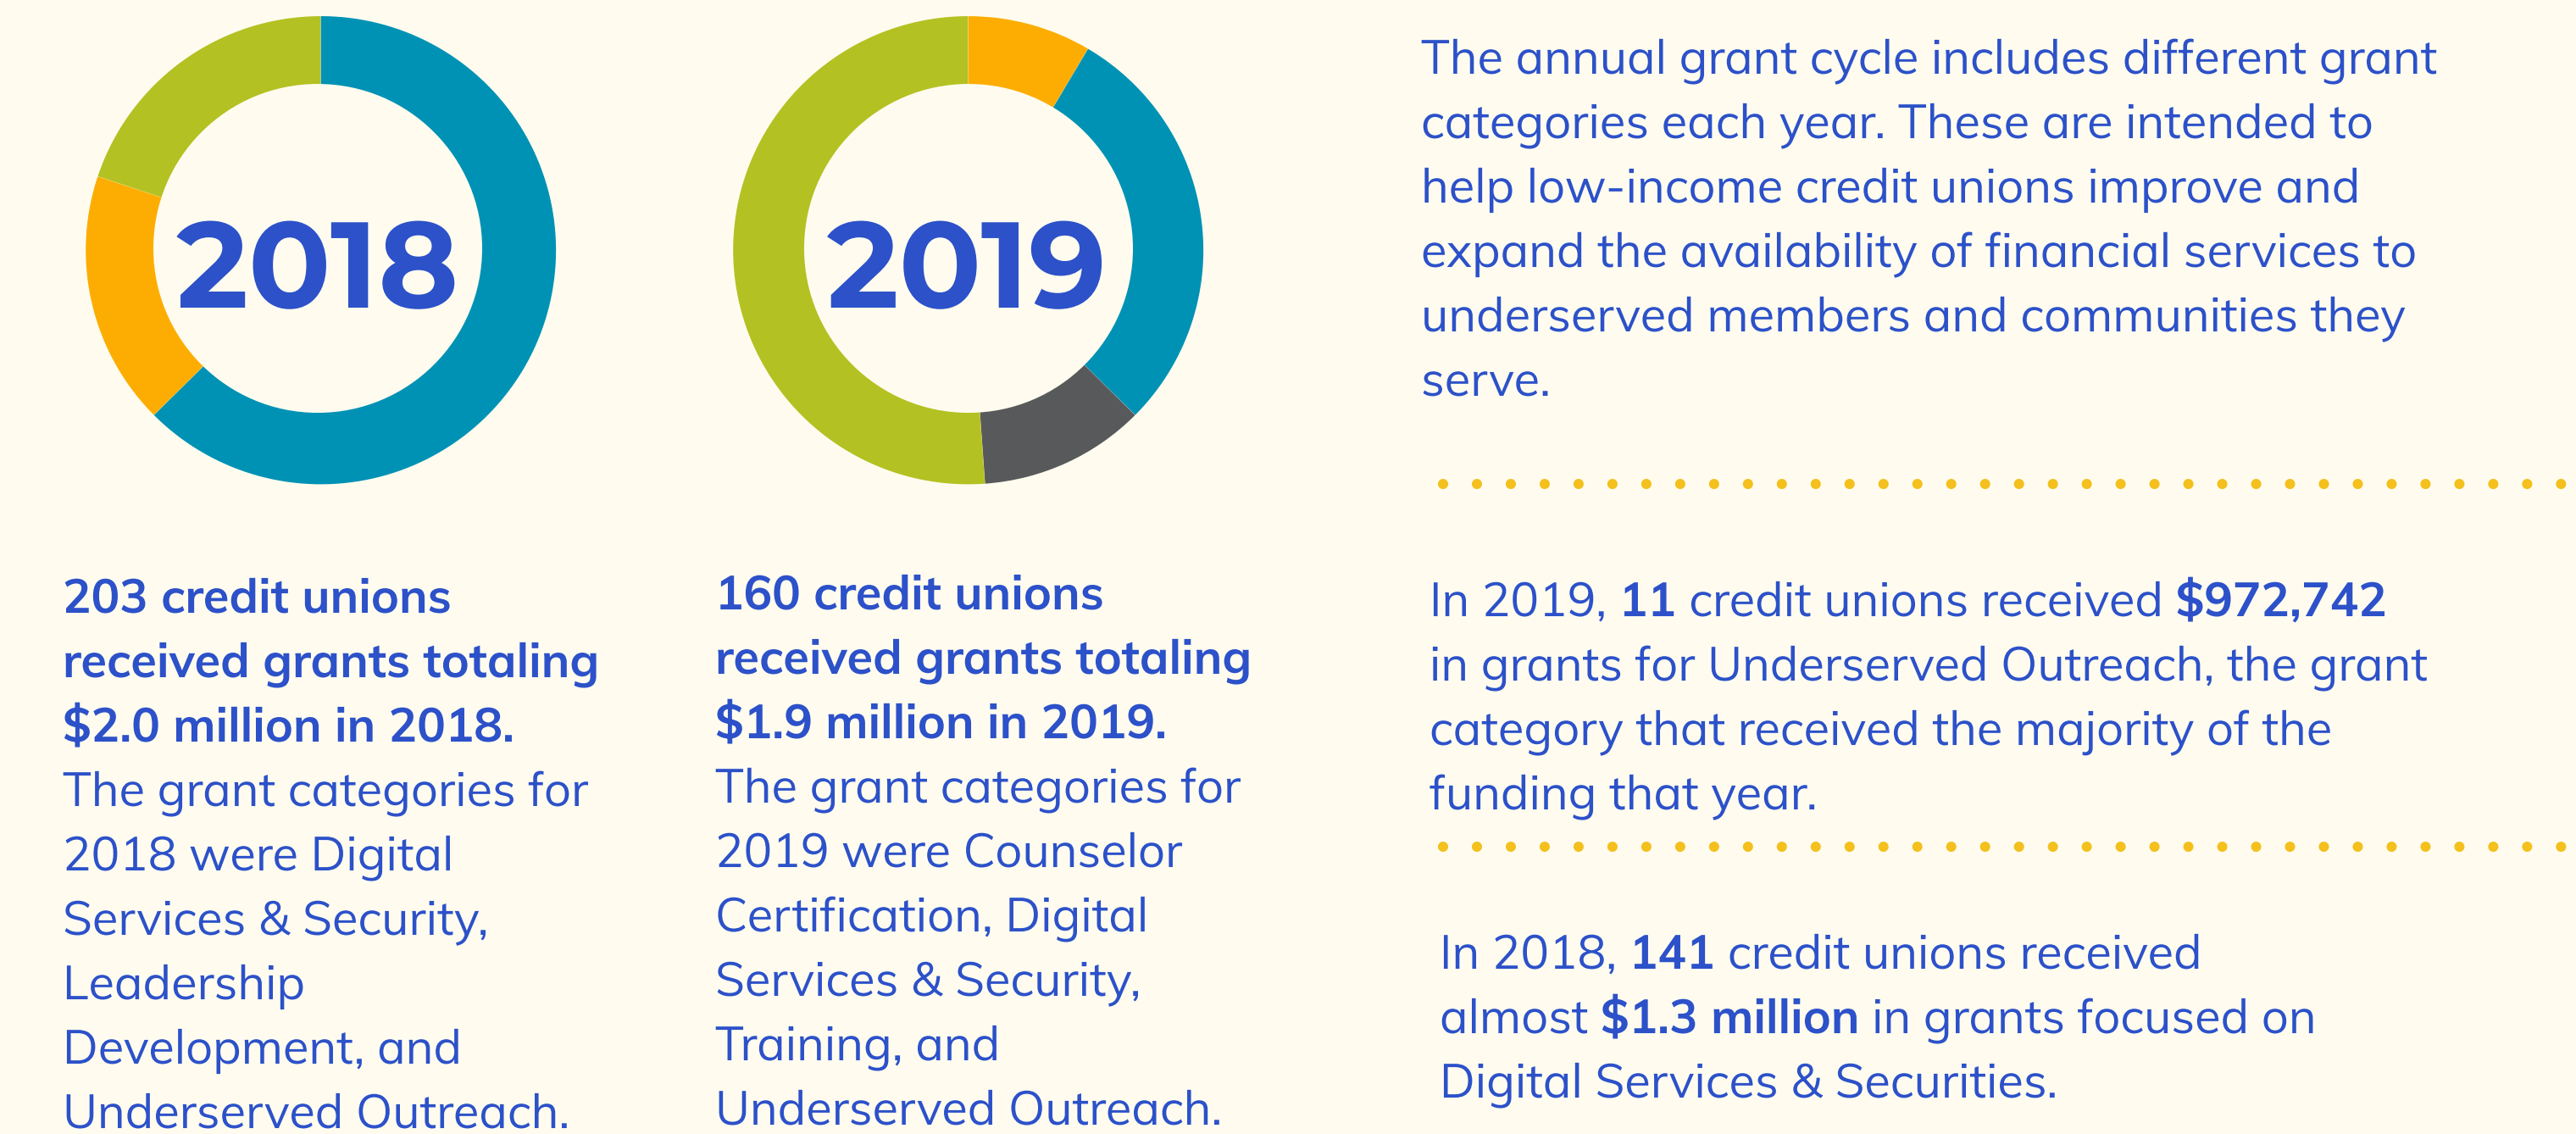 2018
203 credit unions
received grants totaling
$2.0 million in 2018.
The grant categories for
2018 were Digital
Services & Security,
Leadership
Development, and
Underserved Outreach.
2019
160 credit unions
received grants totaling
$1.9 million in 2019.
The grant categories for
2019 were Counselor
Certification, Digital
Services & Security,
Training, and
Underserved Outreach.
The annual grant cycle includes different grant
categories each year. These are intended to
help low-income credit unions improve and
expand the availability of financial services to
underserved members and communities they
serve.
In 2019, 11 credit unions received $972,742
in grants for Underserved Outreach, the grant
category that received the majority of the
funding that year.
In 2018, 141 credit unions received
almost $1.3 million in grants focused on
Digital Services & Securities.